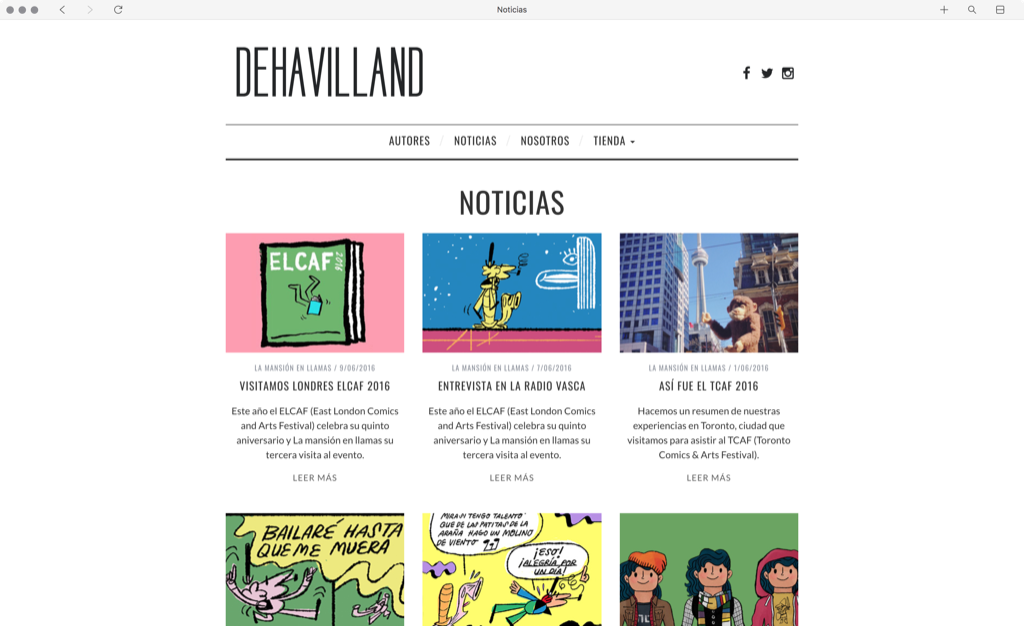 Noticias
DEHAVILLAND
AUTORES / NOTICIAS / NOSOTROS / TIENDA
NOTICIAS
ELCAF
2016
LA MANSIÓN EN LLAMAS / 9/06/2016
VISITAMOS LONDRES ELCAF 2016
Este año el ELCAF (East London Comics
and Arts Festival) celebra su quinto
aniversario y La mansión en llamas su
tercera visita al evento.
LEER MÁS
LA MANSIÓN EN LLAMAS / 7/06/2016
ENTREVISTA EN LA RADIO VASCA
Este año el ELCAF (East London Comics
and Arts Festival) celebra su quinto
aniversario y La mansión en llamas su
tercera visita al evento.
LEER MÁS
LA MANSIÓN EN LLAMAS / 1/06/2016
ASÍ FUE EL TCAF 2016
Hacemos un resumen de nuestras
experiencias en Toronto, ciudad que
visitamos para asistir al TCAF (Toronto
Comics & Arts Festival).
LEER MÁS
BAILARÉ HASTA
QUE ME MUERA
MIRA SI TENGO TALENTO
QUE DE LAS PATITAS DE LA
ARAÑA HAGO UN MOLINO
DE VIENTO
¡ESO!
¡ALEGRÍA POR
UN DÍA!